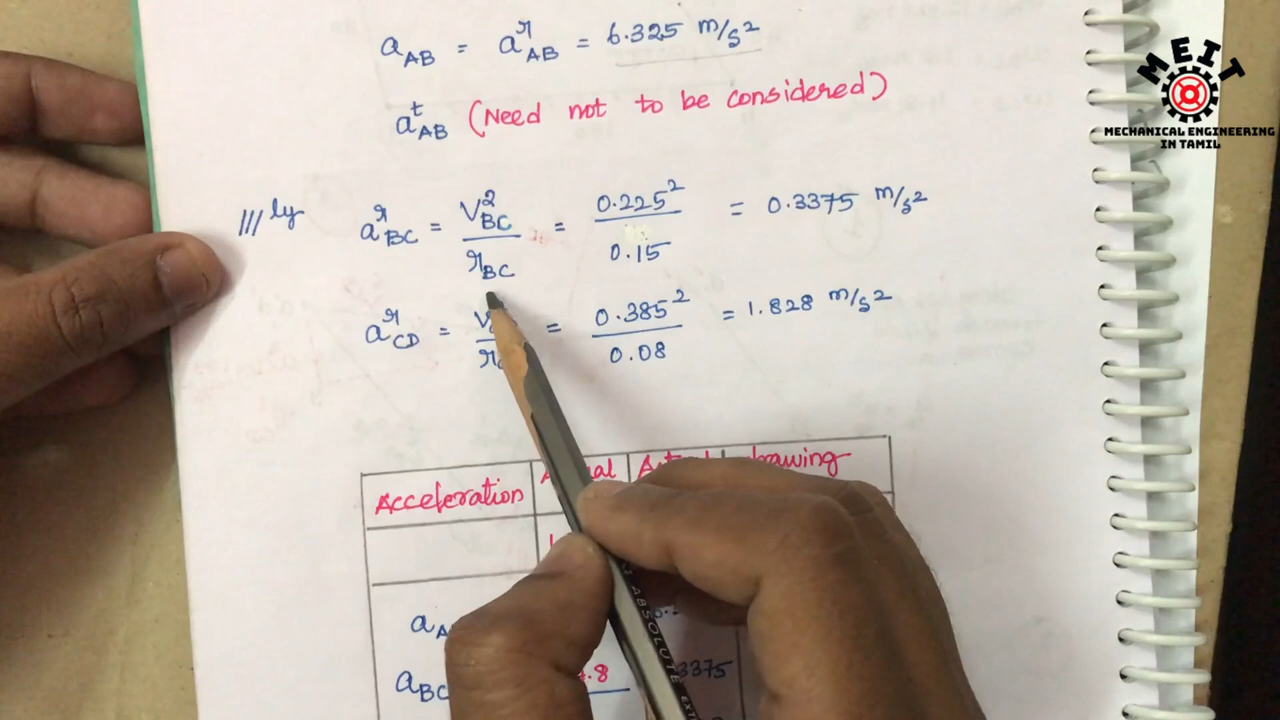 a_AB = a^r_AB = 6.325 m/s²
a^t_AB (Need not to be considered)
|||ly a^r_BC = V²_BC / r_BC = 0.225² / 0.15 = 0.3375 m/s²
a^r_CD = = 0.385² / 0.08 = 1.828 m/s²
Acceleration
a_BC
MEIT
MECHANICAL ENGINEERING
IN TAMIL